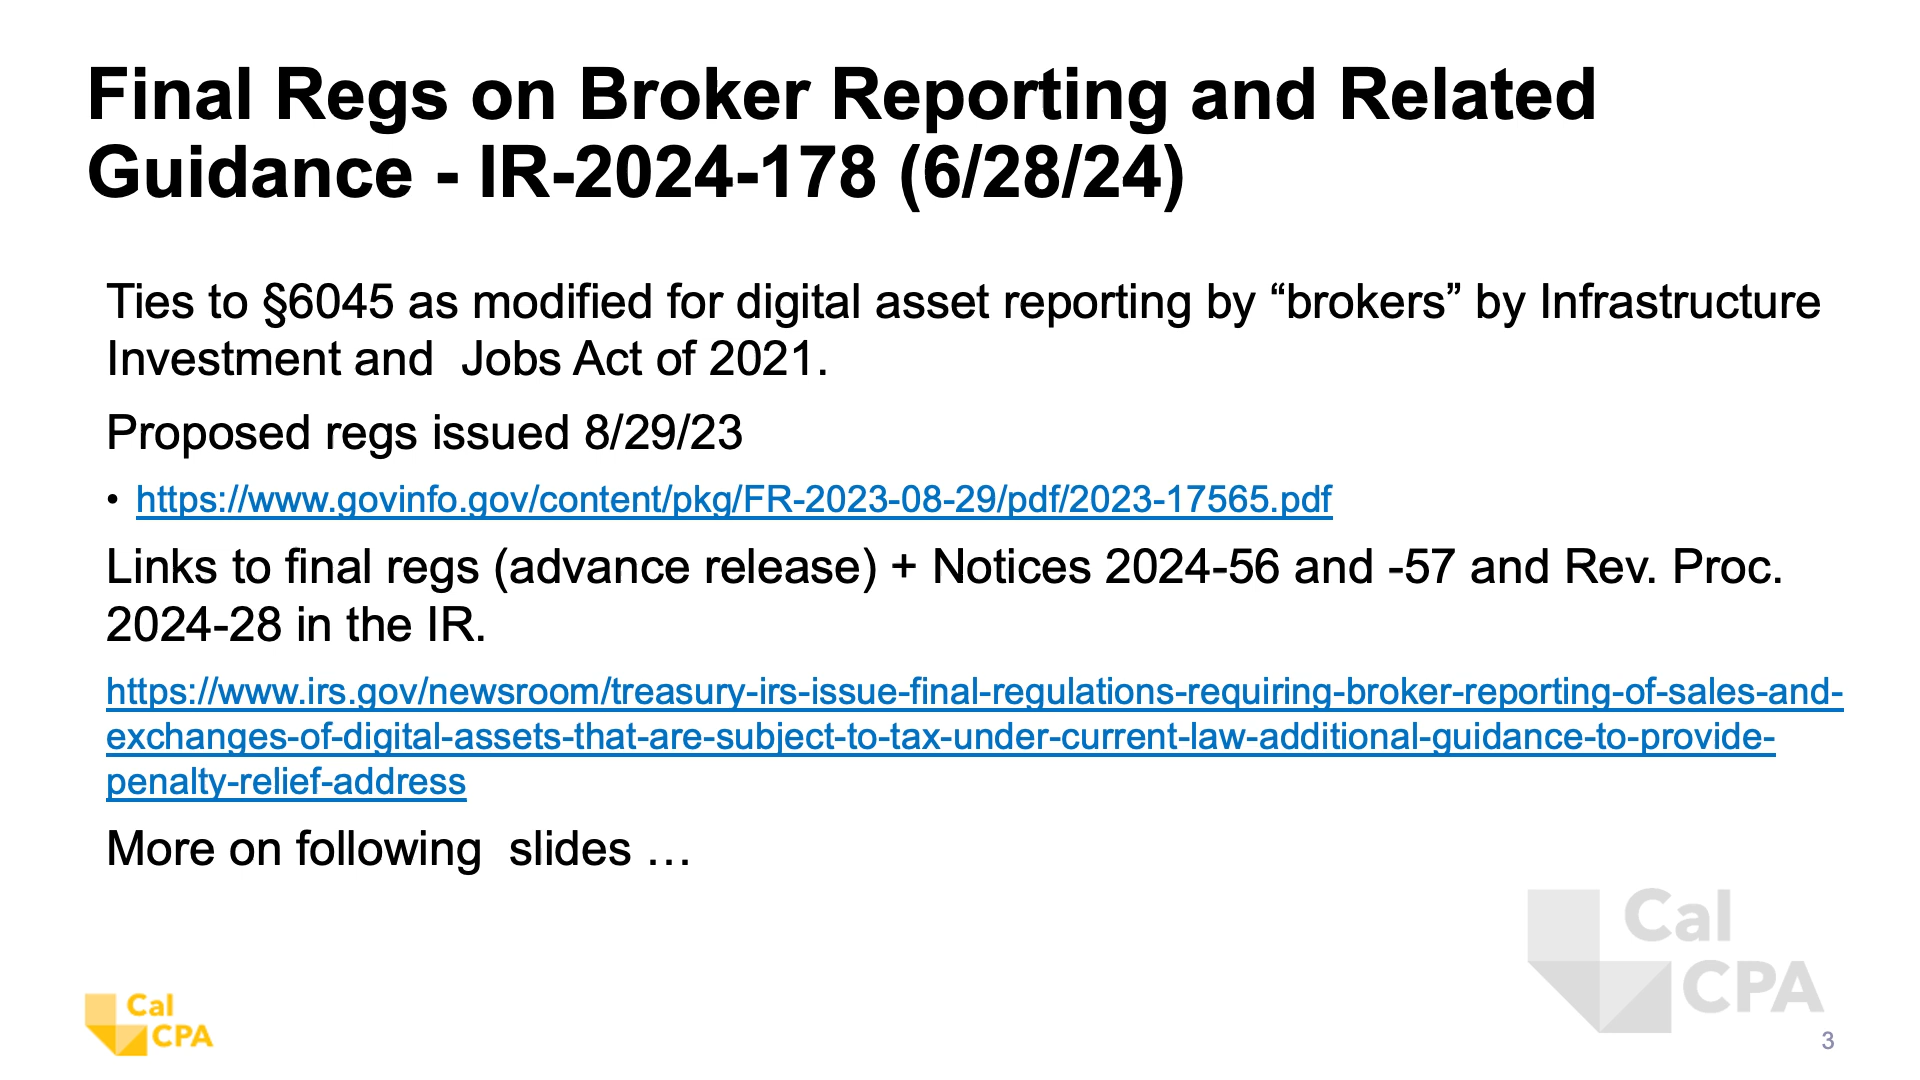 Final Regs on Broker Reporting and Related
Guidance - IR-2024-178 (6/28/24)
Ties to §6045 as modified for digital asset reporting by “brokers” by Infrastructure
Investment and  Jobs Act of 2021.
Proposed regs issued 8/29/23
• https://www.govinfo.gov/content/pkg/FR-2023-08-29/pdf/2023-17565.pdf
Links to final regs (advance release) + Notices 2024-56 and -57 and Rev. Proc.
2024-28 in the IR.
https://www.irs.gov/newsroom/treasury-irs-issue-final-regulations-requiring-broker-reporting-of-sales-and-
exchanges-of-digital-assets-that-are-subject-to-tax-under-current-law-additional-guidance-to-provide-
penalty-relief-address
More on following  slides …
Cal
CPA
Cal
CPA
3